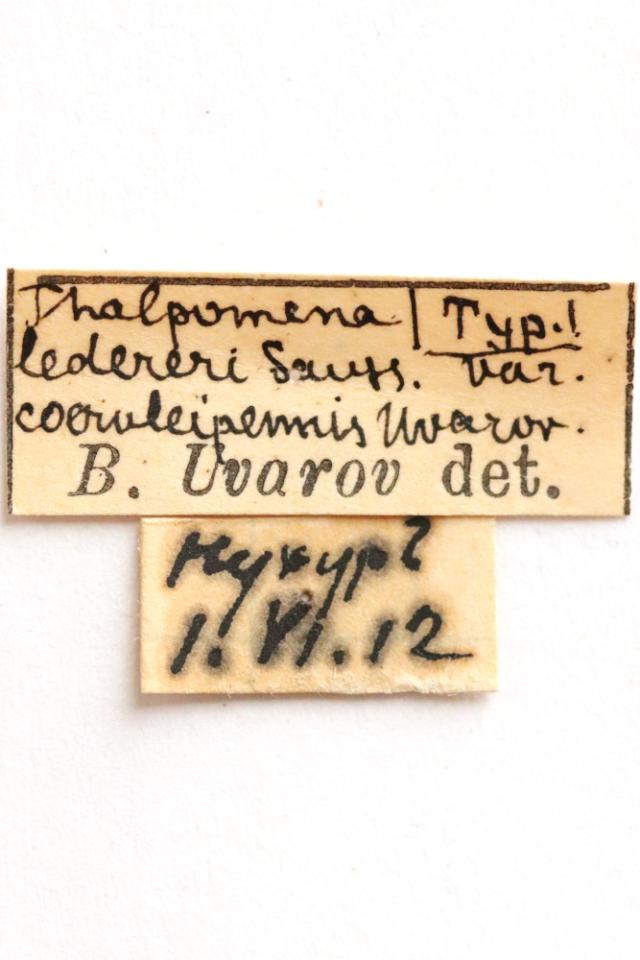 Thalpomena | Typ.!
ledereri Sauss. var.
coeruleipennis Uvarov.
B. Uvarov det.
1. VI. 12